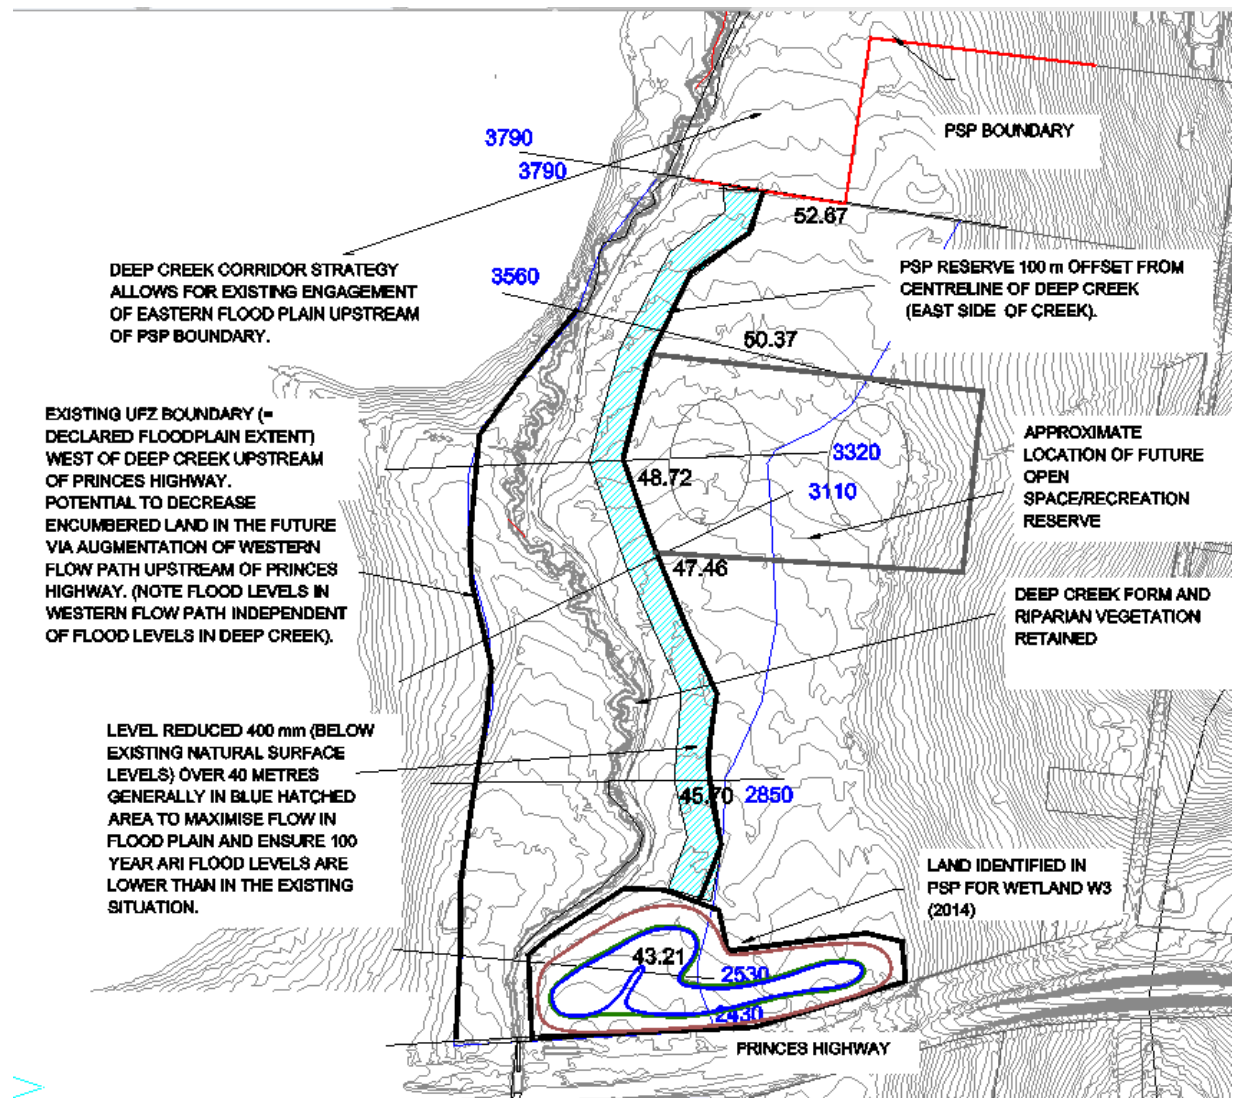 3790
PSP BOUNDARY
3790
52.67
DEEP CREEK CORRIDOR STRATEGY
ALLOWS FOR EXISTING ENGAGEMENT
OF EASTERN FLOOD PLAIN UPSTREAM
OF PSP BOUNDARY.
3560
PSP RESERVE 100 m OFFSET FROM
CENTRELINE OF DEEP CREEK
(EAST SIDE OF CREEK).
50.37
EXISTING UFZ BOUNDARY (=
DECLARED FLOODPLAIN EXTENT)
WEST OF DEEP CREEK UPSTREAM
OF PRINCES HIGHWAY.
POTENTIAL TO DECREASE
ENCUMBERED LAND IN THE FUTURE
VIA AUGMENTATION OF WESTERN
FLOW PATH UPSTREAM OF PRINCES
HIGHWAY. (NOTE FLOOD LEVELS IN
WESTERN FLOW PATH INDEPENDENT
OF FLOOD LEVELS IN DEEP CREEK).
APPROXIMATE
LOCATION OF FUTURE
OPEN
SPACE/RECREATION
RESERVE
3320
48.72
3110
47.46
DEEP CREEK FORM AND
RIPARIAN VEGETATION
RETAINED
LEVEL REDUCED 400 mm (BELOW
EXISTING NATURAL SURFACE
LEVELS) OVER 40 METRES
GENERALLY IN BLUE HATCHED
AREA TO MAXIMISE FLOW IN
FLOOD PLAIN AND ENSURE 100
YEAR ARI FLOOD LEVELS ARE
LOWER THAN IN THE EXISTING
SITUATION.
45.70
2850
LAND IDENTIFIED IN
PSP FOR WETLAND W3
(2014)
43.21
2530
2430
PRINCES HIGHWAY